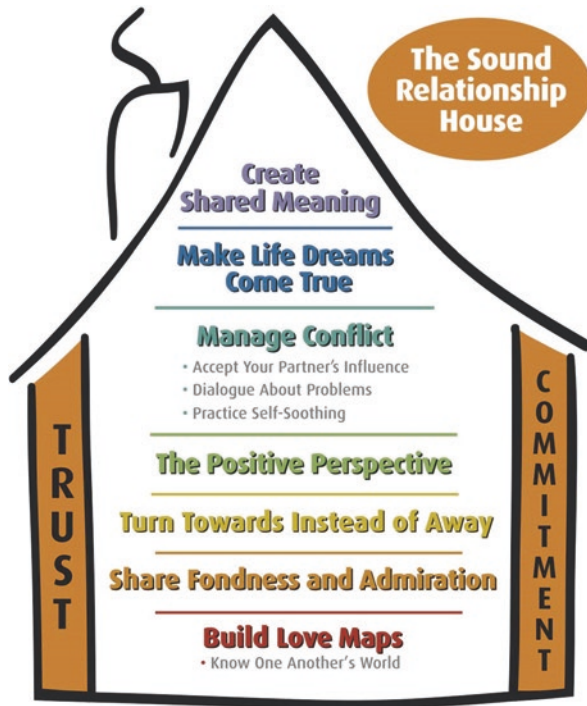 The Sound
Relationship
House
Create
Shared Meaning
Make Life Dreams
Come True
Manage Conflict
• Accept Your Partner's Influence
• Dialogue About Problems
• Practice Self-Soothing
The Positive Perspective
Turn Towards Instead of Away
Share Fondness and Admiration
Build Love Maps
• Know One Another's World
TRUST
COMMITMENT